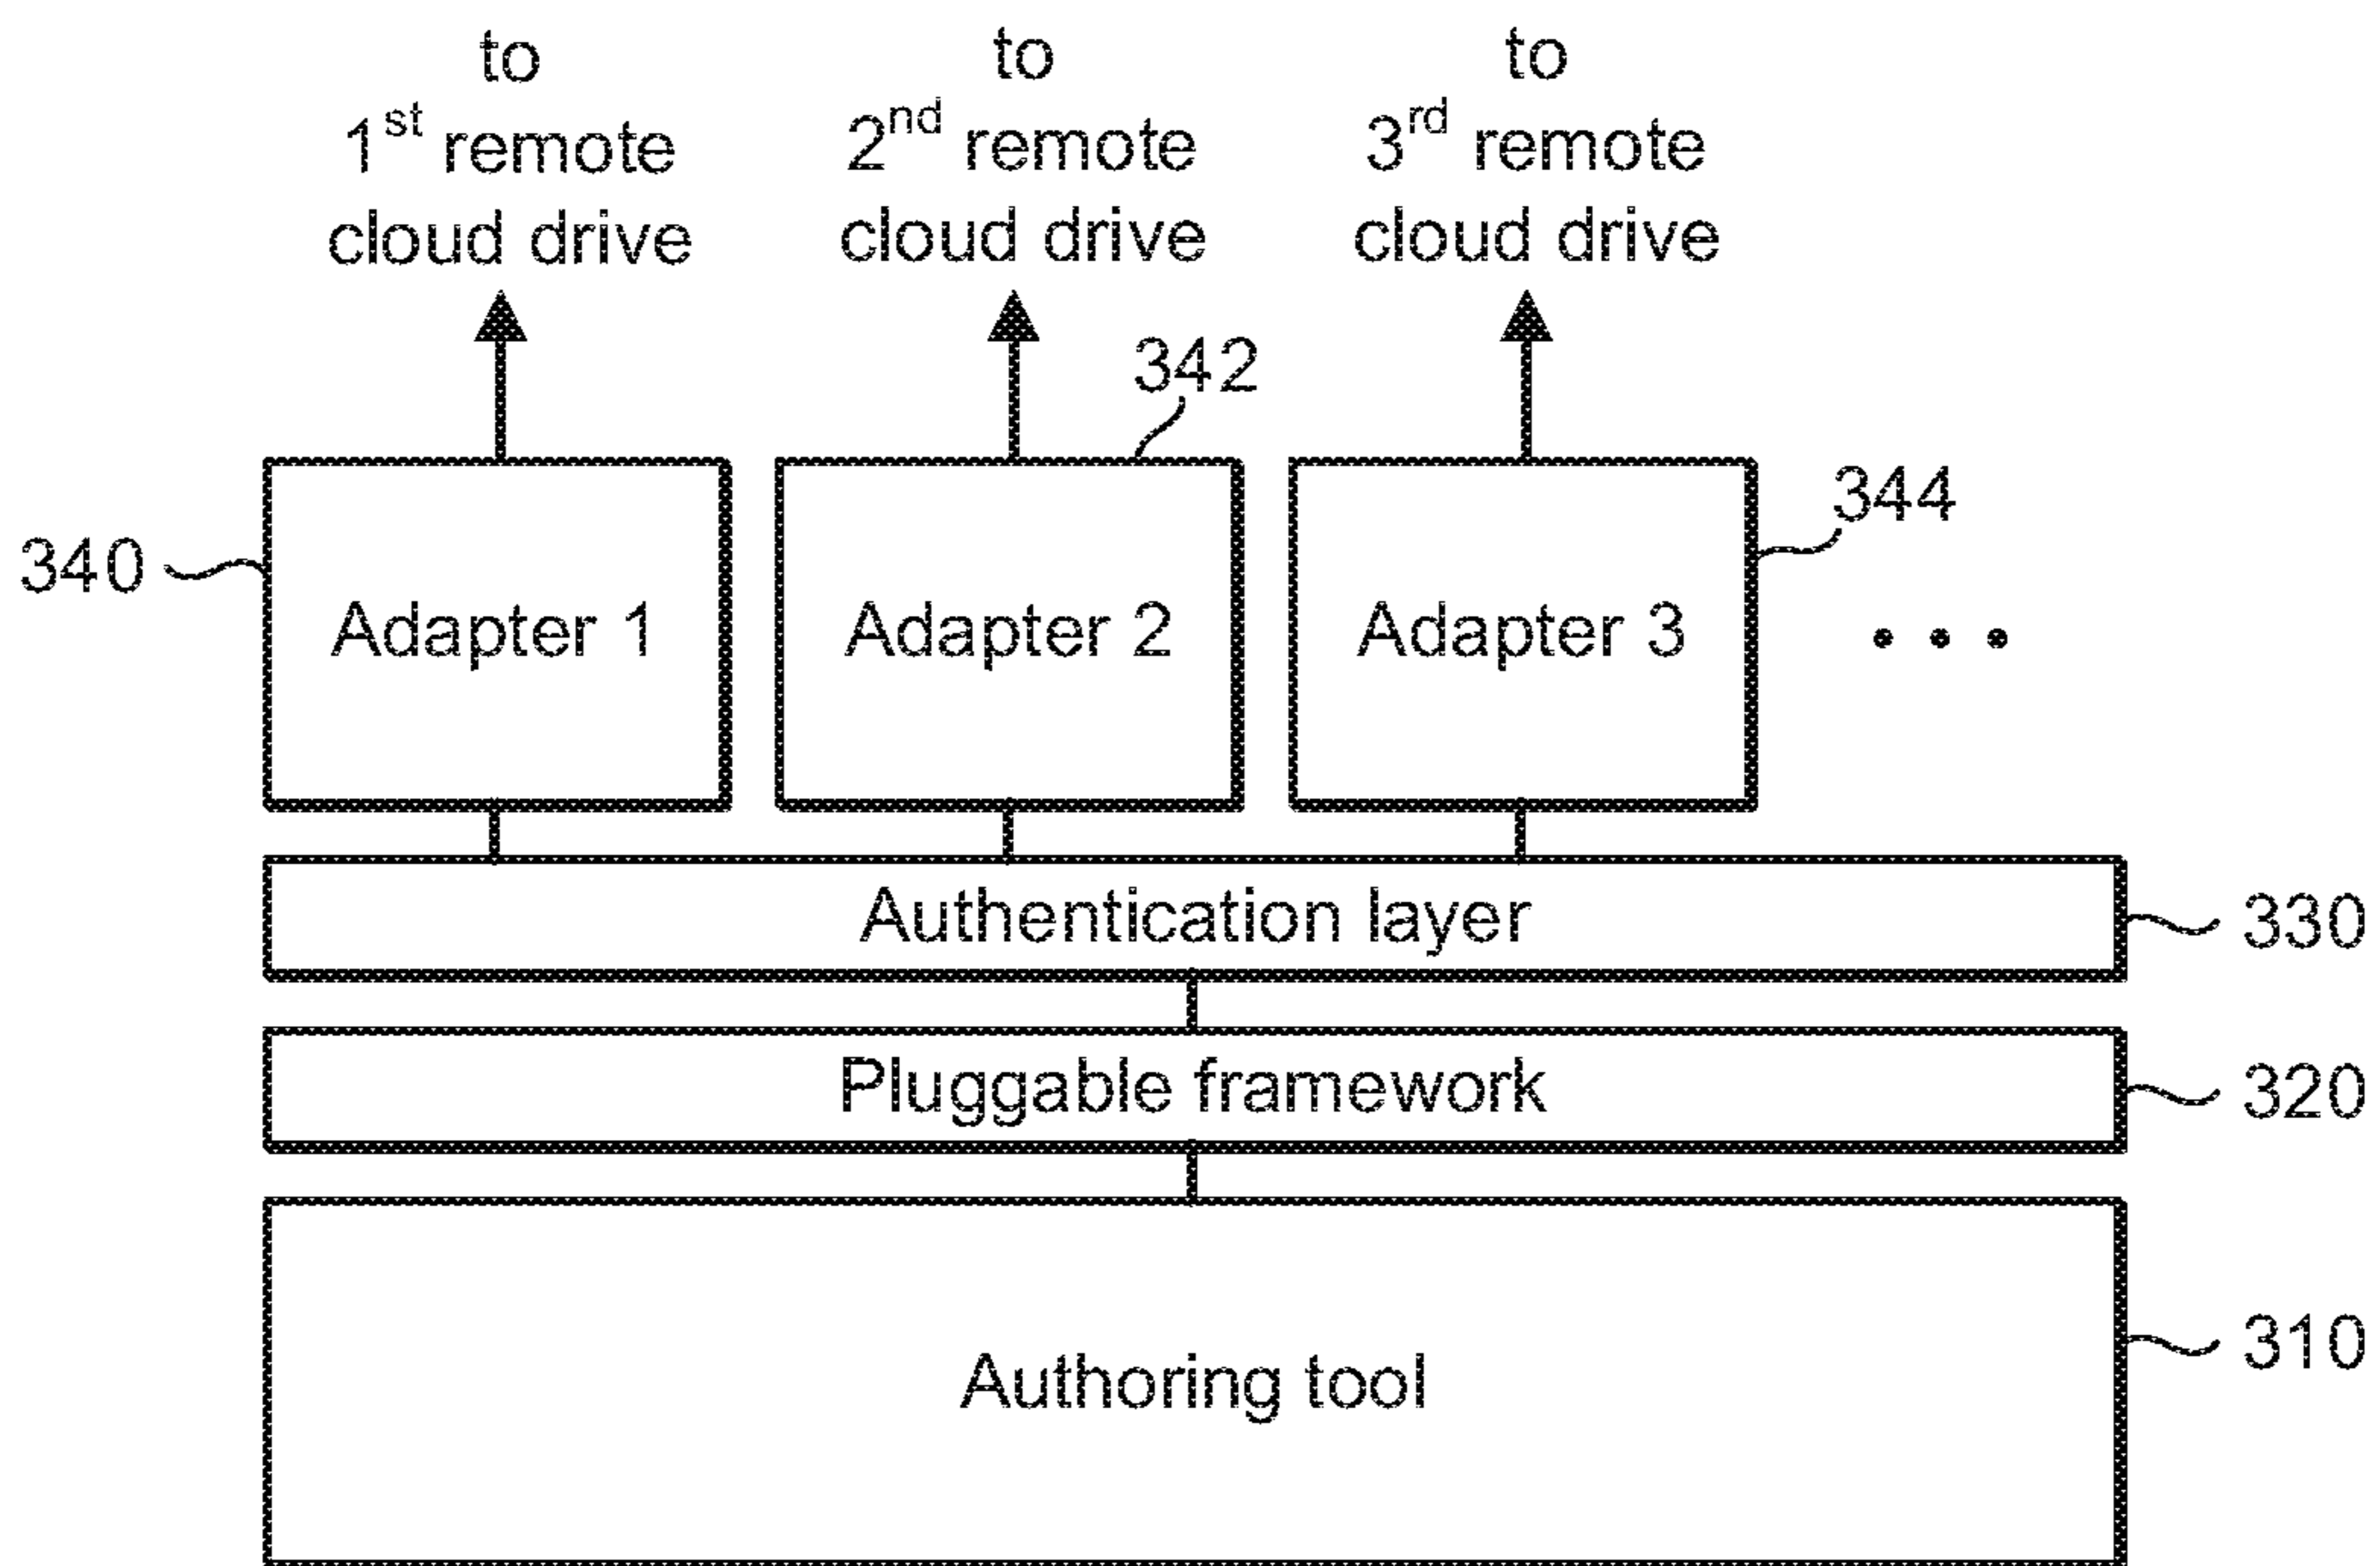 to
1st remote
cloud drive
to
2nd remote
cloud drive
to
3rd remote
cloud drive
342
344
340
Adapter 1
Adapter 2
Adapter 3
• • •
Authentication layer
330
Pluggable framework
320
310
Authoring tool